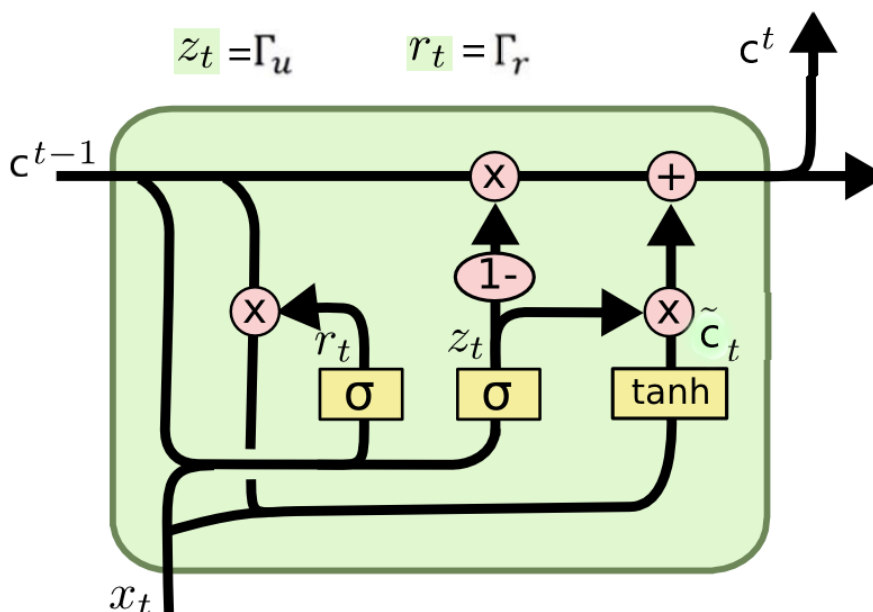 z_t = Γ_u
r_t = Γ_r
c^t
c^{t−1}
x
+
1-
x
x
r_t
z_t
c̃_t
σ
σ
tanh
x_t